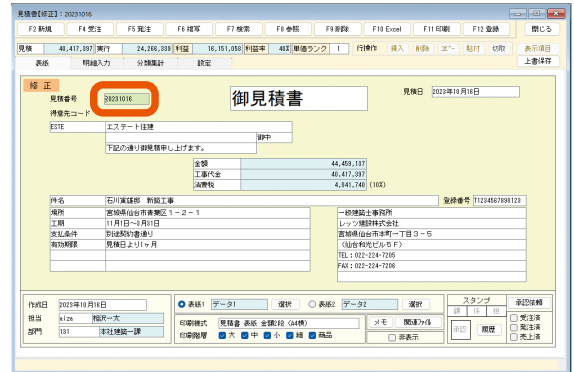 見積書【修正】：20231016
F2 新規 F4 受注 F5 発注 F6 複写 F7 検索 F8 参照 F9 削除 F10 Excel F11 印刷 F12 登録 閉じる
見積 40,417,397 実行 24,266,339 利益 16,151,058 利益率 40% 単価ランク 1 行操作 挿入 削除 ｺﾋﾟｰ 貼付 切取 表示項目
表紙 明細入力 分類集計 設定 上書保存
修 正
見積番号 20231016 御見積書 見積日 2023年10月16日
得意先コード
ESTE エステート住建
御中
下記の通り御見積申し上げます。
金額 44,459,137
工事代金 40,417,397
消費税 4,041,740 (10%)
件名 石川寅雄邸 新築工事 登録番号 T1234567890123
場所 宮城県仙台市青葉区１－２－１ 一級建築士事務所
工期 11月1日～3月31日 レッツ建設株式会社
支払条件 別途契約書通り 宮城県仙台市本町一丁目３－５
有効期限 見積日より1ヶ月 (仙台和光ビル５Ｆ)
TEL：022-224-7205
FAX：022-224-7206
作成日 2023年10月16日 表紙1 データ1 選択 表紙2 データ2 選択 スタンプ 承認依頼
課 係 担
担当 aiza 相沢一太 印刷様式 見積書 表紙 金額2段 (A4横) メモ 関連ﾌｧｲﾙ 承認 履歴 受注済
発注済
部門 131 本社建築一課 印刷階層 大 中 小 細 商品 非表示 売上済